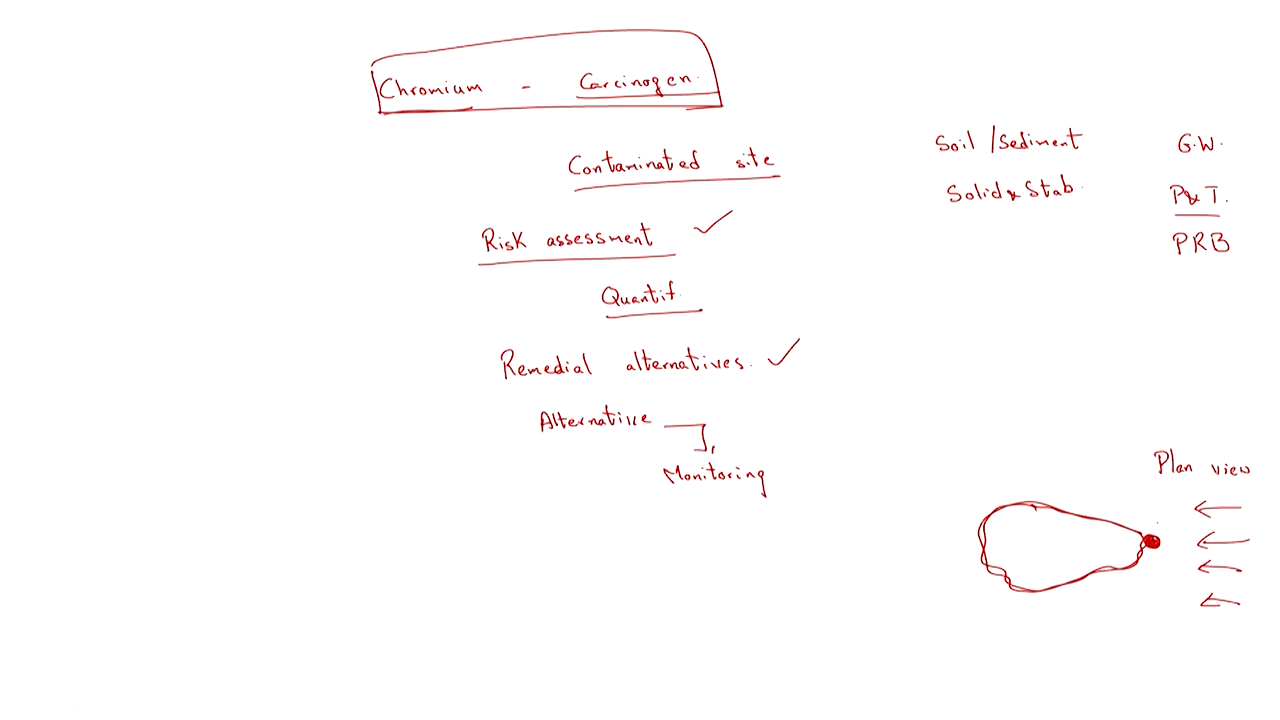 Chromium - Carcinogen.
Contaminated site
Risk assessment
Quantif.
Remedial alternatives.
Alternative
Monitoring
Soil /Sediment G.W.
Solid & Stab. P&T.
PRB
Plan view